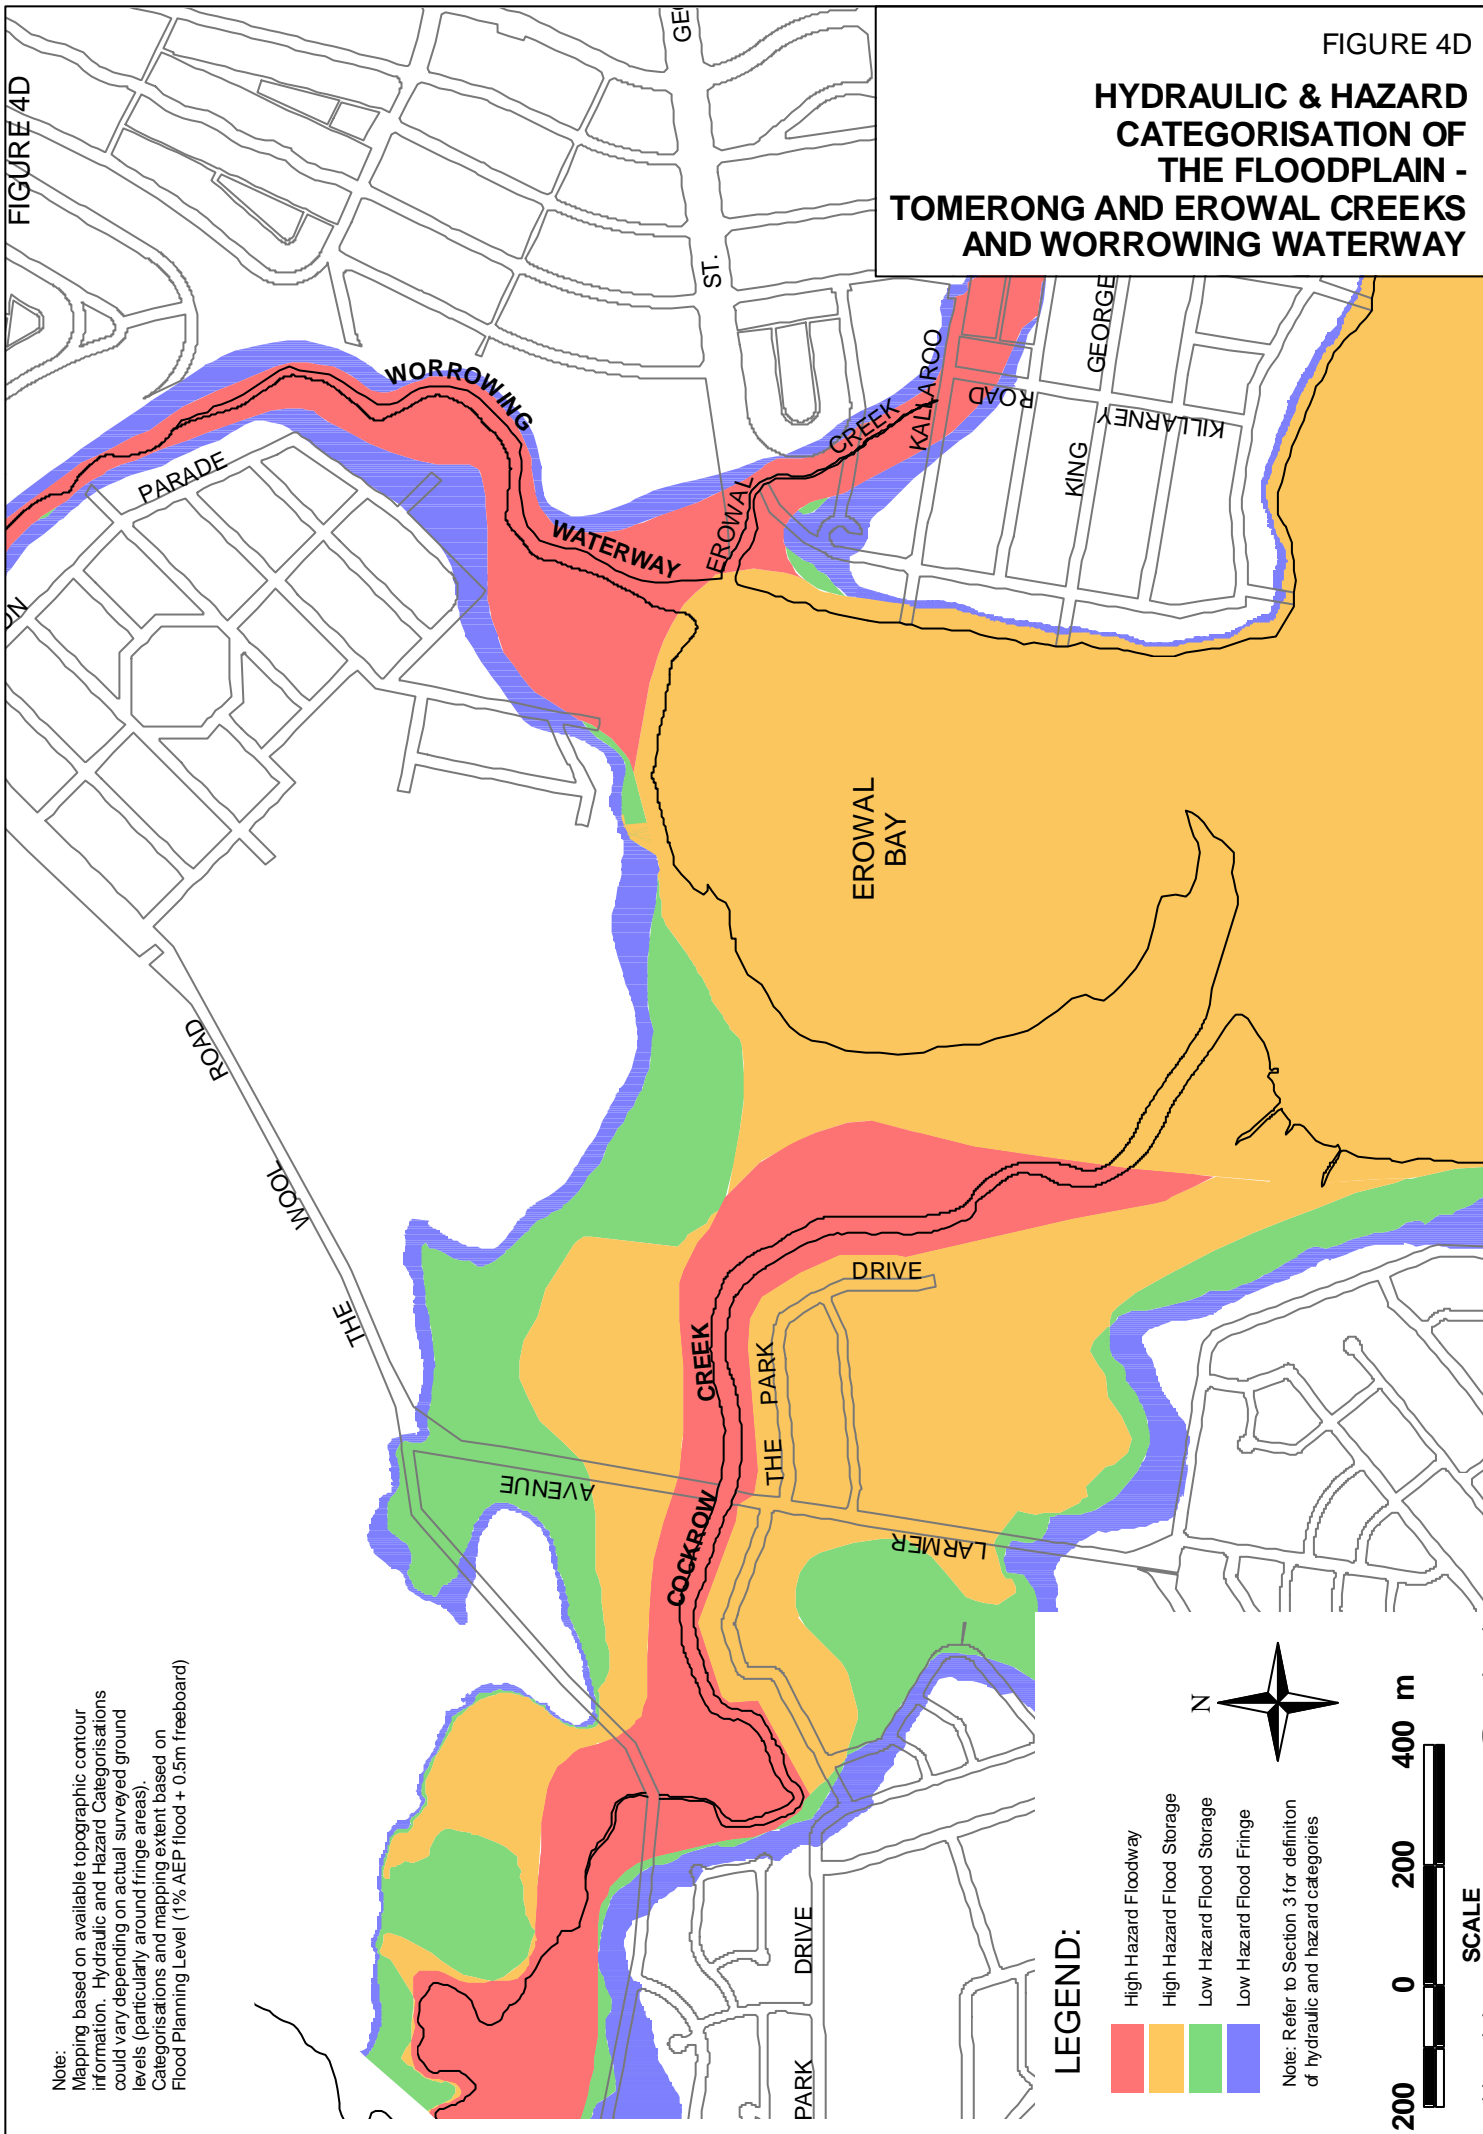 FIGURE 4D
HYDRAULIC & HAZARD
CATEGORISATION OF
THE FLOODPLAIN -
TOMERONG AND EROWAL CREEKS
AND WORROWING WATERWAY
FIGURE 4D
ST.
WORROWING
WATERWAY
PARADE
EROWAL
CREEK
KALLAROO
ROAD
GEORGE
KING
KILLARNEY
EROWAL
BAY
THE
WOOL
ROAD
DRIVE
THE
PARK
COCKROW
CREEK
AVENUE
LARMER
PARK
DRIVE
Note:
Mapping based on available topographic contour
information. Hydraulic and Hazard Categorisations
could vary depending on actual surveyed ground
levels (particularly around fringe areas).
Categorisations and mapping extent based on
Flood Planning Level (1% AEP flood + 0.5m freeboard)
LEGEND:
High Hazard Floodway
High Hazard Flood Storage
Low Hazard Flood Storage
Low Hazard Flood Fringe
Note: Refer to Section 3 for definiton
of hydraulic and hazard categories
N
200 0 200 400 m
SCALE